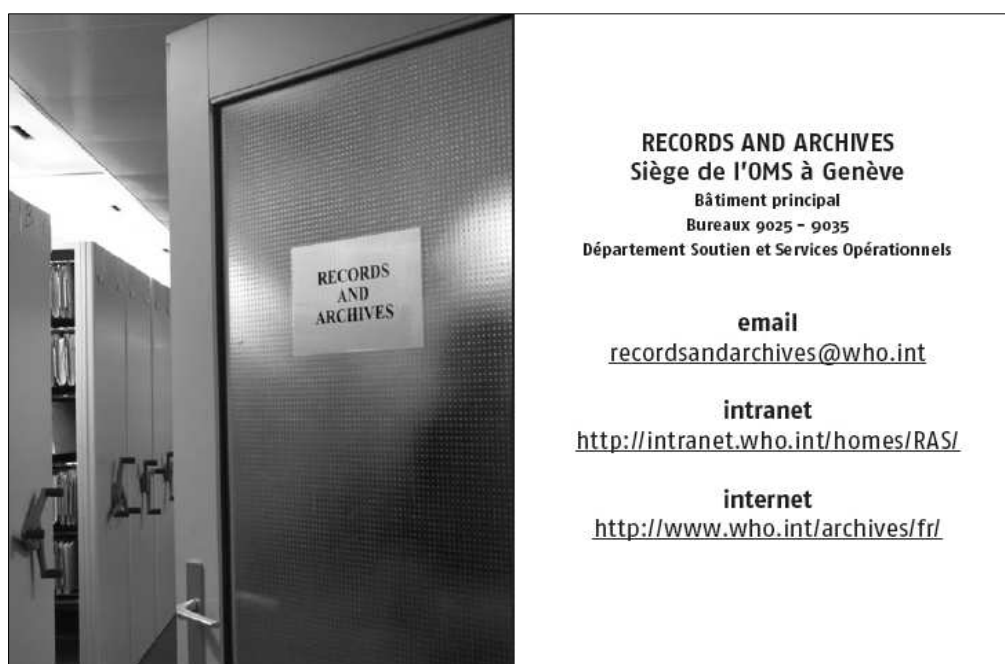 RECORDS
AND
ARCHIVES
RECORDS AND ARCHIVES
Siège de l'OMS à Genève
Bâtiment principal
Bureaux 9025 – 9035
Département Soutien et Services Opérationnels
email
recordsandarchives@who.int
intranet
http://intranet.who.int/homes/RAS/
internet
http://www.who.int/archives/fr/